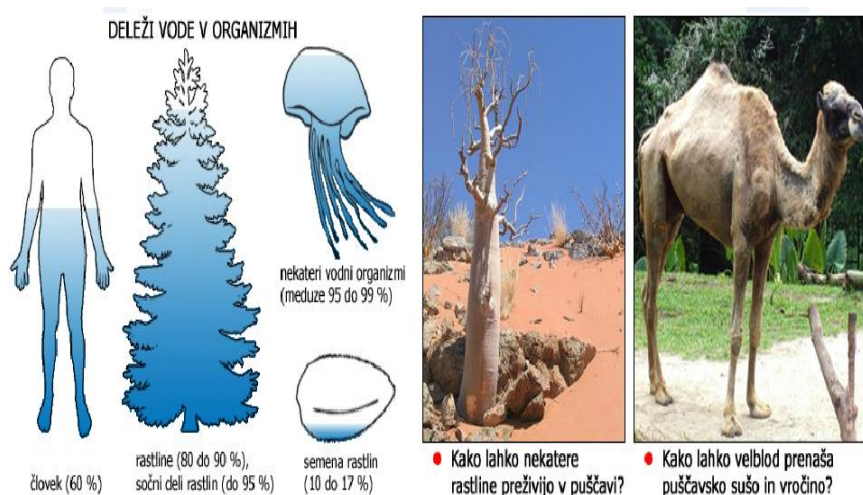 DELEŽI VODE V ORGANIZMIH
človek (60 %)
rastline (80 do 90 %),
sočni deli rastlin (do 95 %)
nekateri vodni organizmi
(meduze 95 do 99 %)
semena rastlin
(10 do 17 %)
• Kako lahko nekatere
rastline preživijo v puščavi?
• Kako lahko velblod prenaša
puščavsko sušo in vročino?